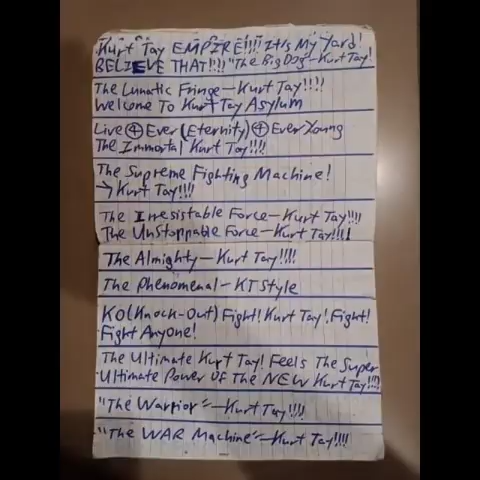 Kurt Tay EMPIRE!!!! It's My Yard!
BELIEVE THAT!!!! "The Big Dog"-Kurt Tay!
The Lunatic Fringe-Kurt Tay!!!!
Welcome To Kurt Tay Asylum
Live ④ Ever (Eternity) ④ Ever Young
The Immortal Kurt Tay!!!!
The Supreme Fighting Machine!
→ Kurt Tay!!!!
The Irresistable Force-Kurt Tay!!!!
The UnStoppable Force-Kurt Tay!!!!
The Almighty-Kurt Tay!!!!
The Phenomenal-KT Style
KO(Knock-Out) Fight! Kurt Tay! Fight!
Fight Anyone!
The Ultimate Kurt Tay! Feels The Super
Ultimate Power Of The NEW Kurt Tay!!!!
"The Warrior"-Kurt Tay!!!!
"The WAR Machine"-Kurt Tay!!!!